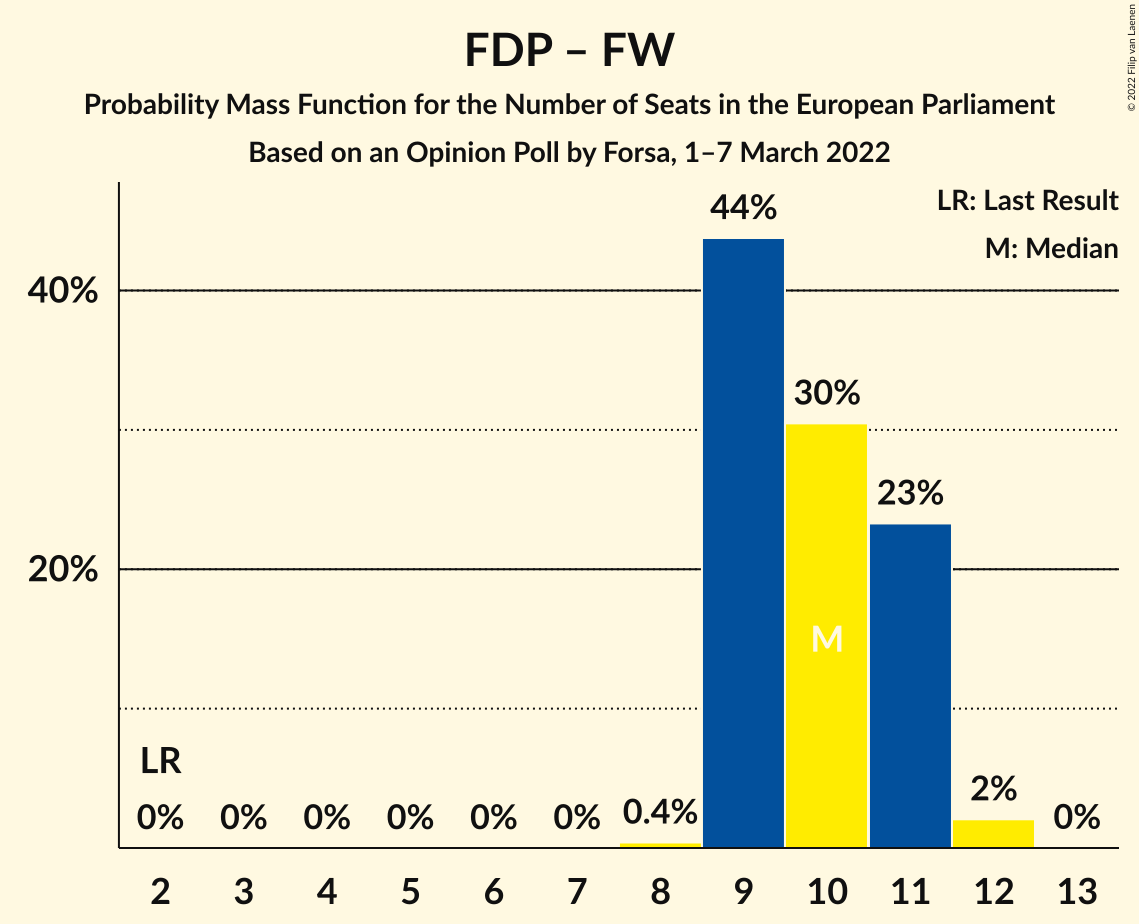 FDP – FW
Probability Mass Function for the Number of Seats in the European Parliament
Based on an Opinion Poll by Forsa, 1–7 March 2022
© 2022 Filip van Laenen
LR: Last Result
M: Median
40%
20%
LR
0%
0%
0%
0%
0%
0%
0.4%
44%
30%
23%
2%
0%
M
2 3 4 5 6 7 8 9 10 11 12 13